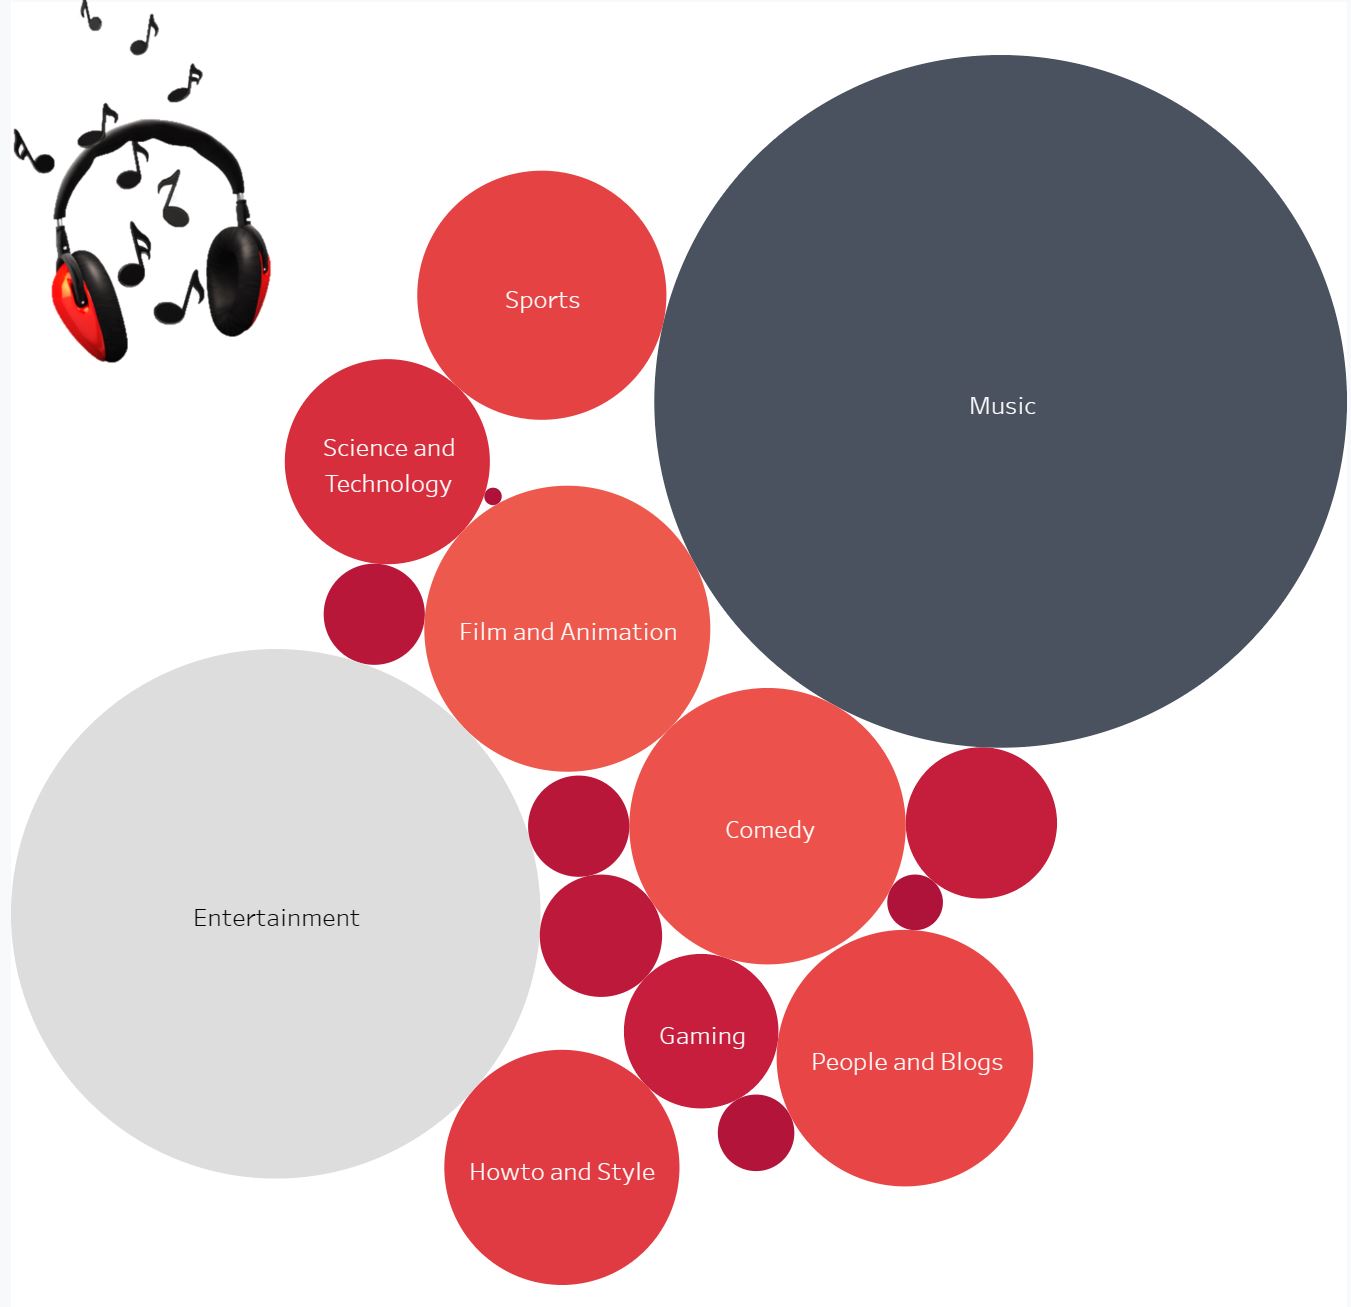 Sports
Music
Science and
Technology
Film and Animation
Comedy
Entertainment
Gaming
People and Blogs
Howto and Style